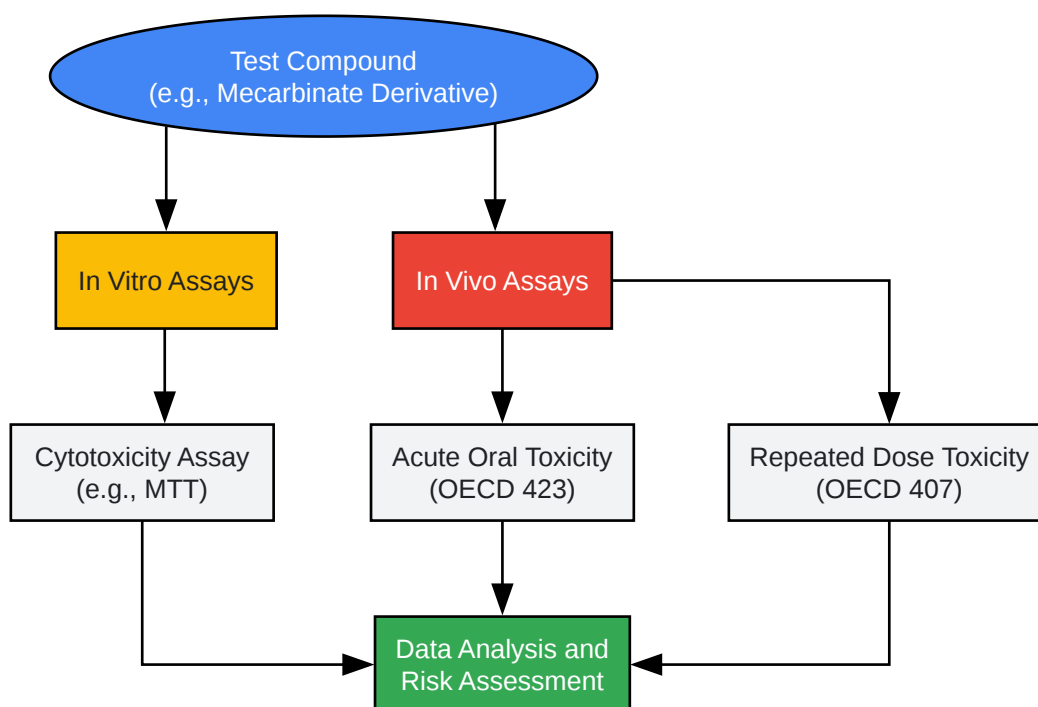 Test Compound
(e.g., Mecarbinate Derivative)
In Vitro Assays
In Vivo Assays
Cytotoxicity Assay
(e.g., MTT)
Acute Oral Toxicity
(OECD 423)
Repeated Dose Toxicity
(OECD 407)
Data Analysis and
Risk Assessment